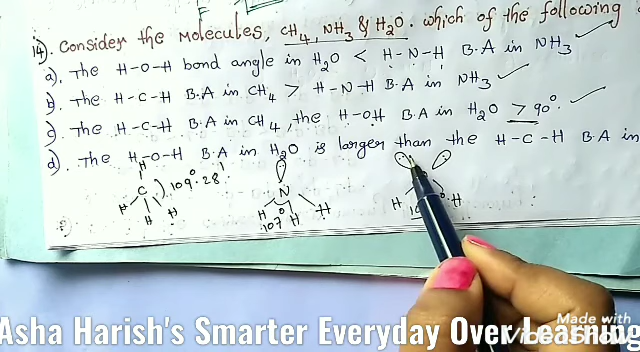 14). Consider the Molecules, CH4, NH3 & H2O. which of the following
a). The H-O-H bond angle in H2O < H-N-H B.A in NH3 ✓
b). The H-C-H B.A in CH4 > H-N-H B.A in NH3 ✓
c). The H-C-H B.A in CH4, the H-OH B.A in H2O > 90°. ✓
d). The H-O-H B.A in H2O is larger than the H-C-H B.A in
H
C 109°.28'
H H H
N
H H H
107°
H H
Asha Harish's Smarter Everyday Over Learning
Made with
VideoShow